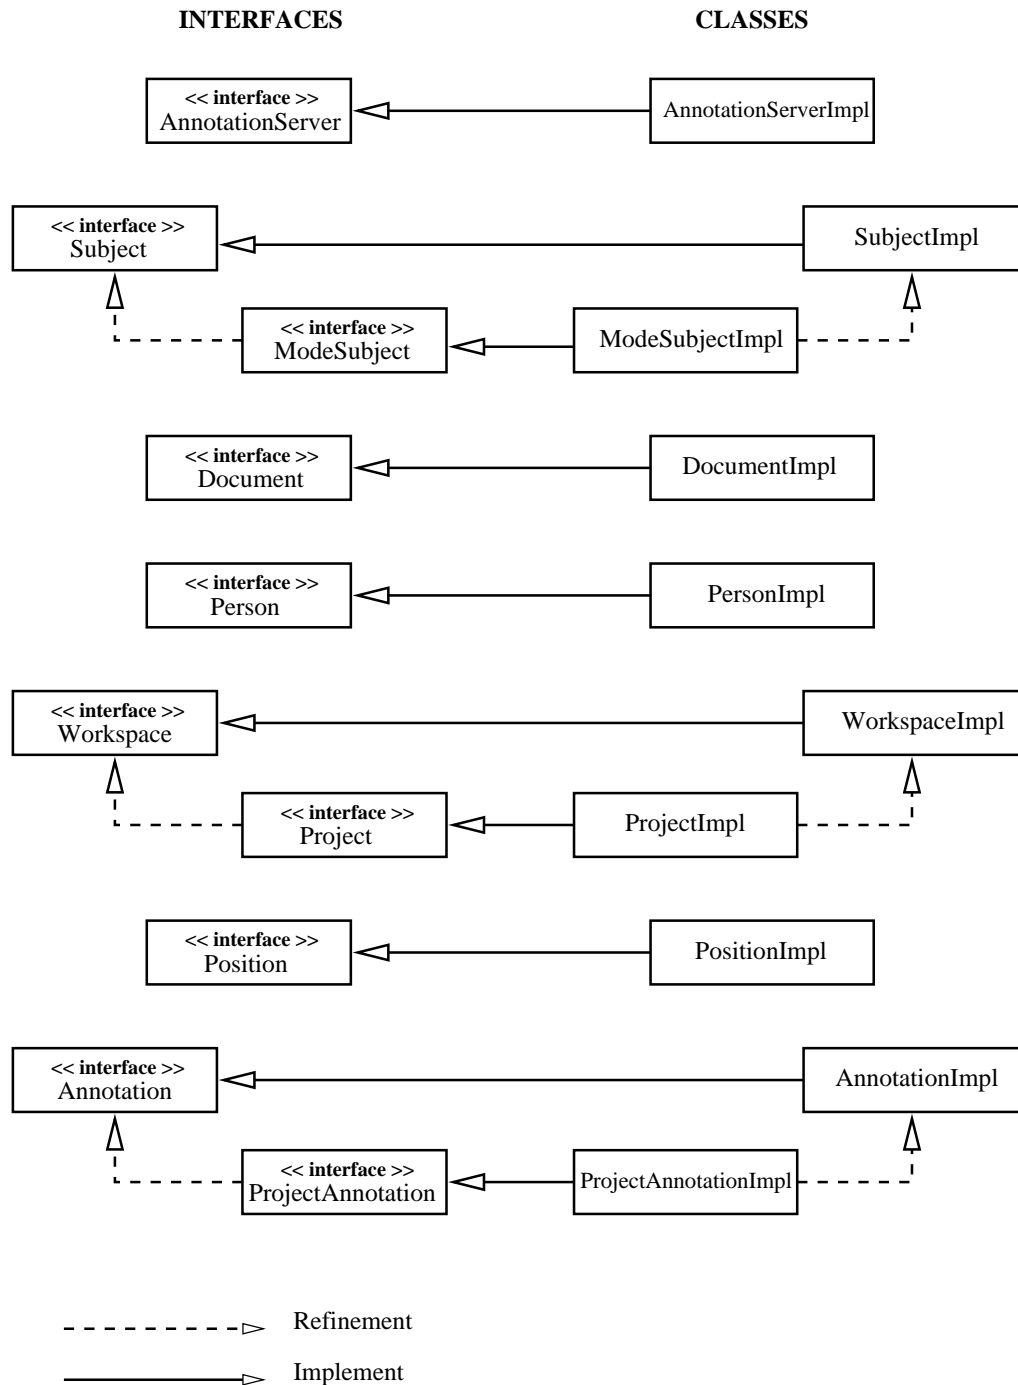 INTERFACES CLASSES
<< interface >>
AnnotationServer
AnnotationServerImpl
<< interface >>
Subject
SubjectImpl
<< interface >>
ModeSubject
ModeSubjectImpl
<< interface >>
Document
DocumentImpl
<< interface >>
Person
PersonImpl
<< interface >>
Workspace
WorkspaceImpl
<< interface >>
Project
ProjectImpl
<< interface >>
Position
PositionImpl
<< interface >>
Annotation
AnnotationImpl
<< interface >>
ProjectAnnotation
ProjectAnnotationImpl
Refinement
Implement